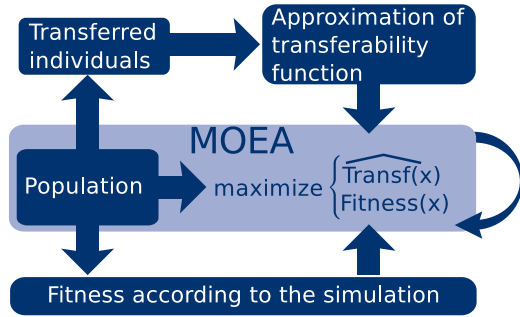 Transferred
individuals
Approximation of
transferability
function
MOEA
Population
maximize
Transf(x)
Fitness(x)
Fitness according to the simulation